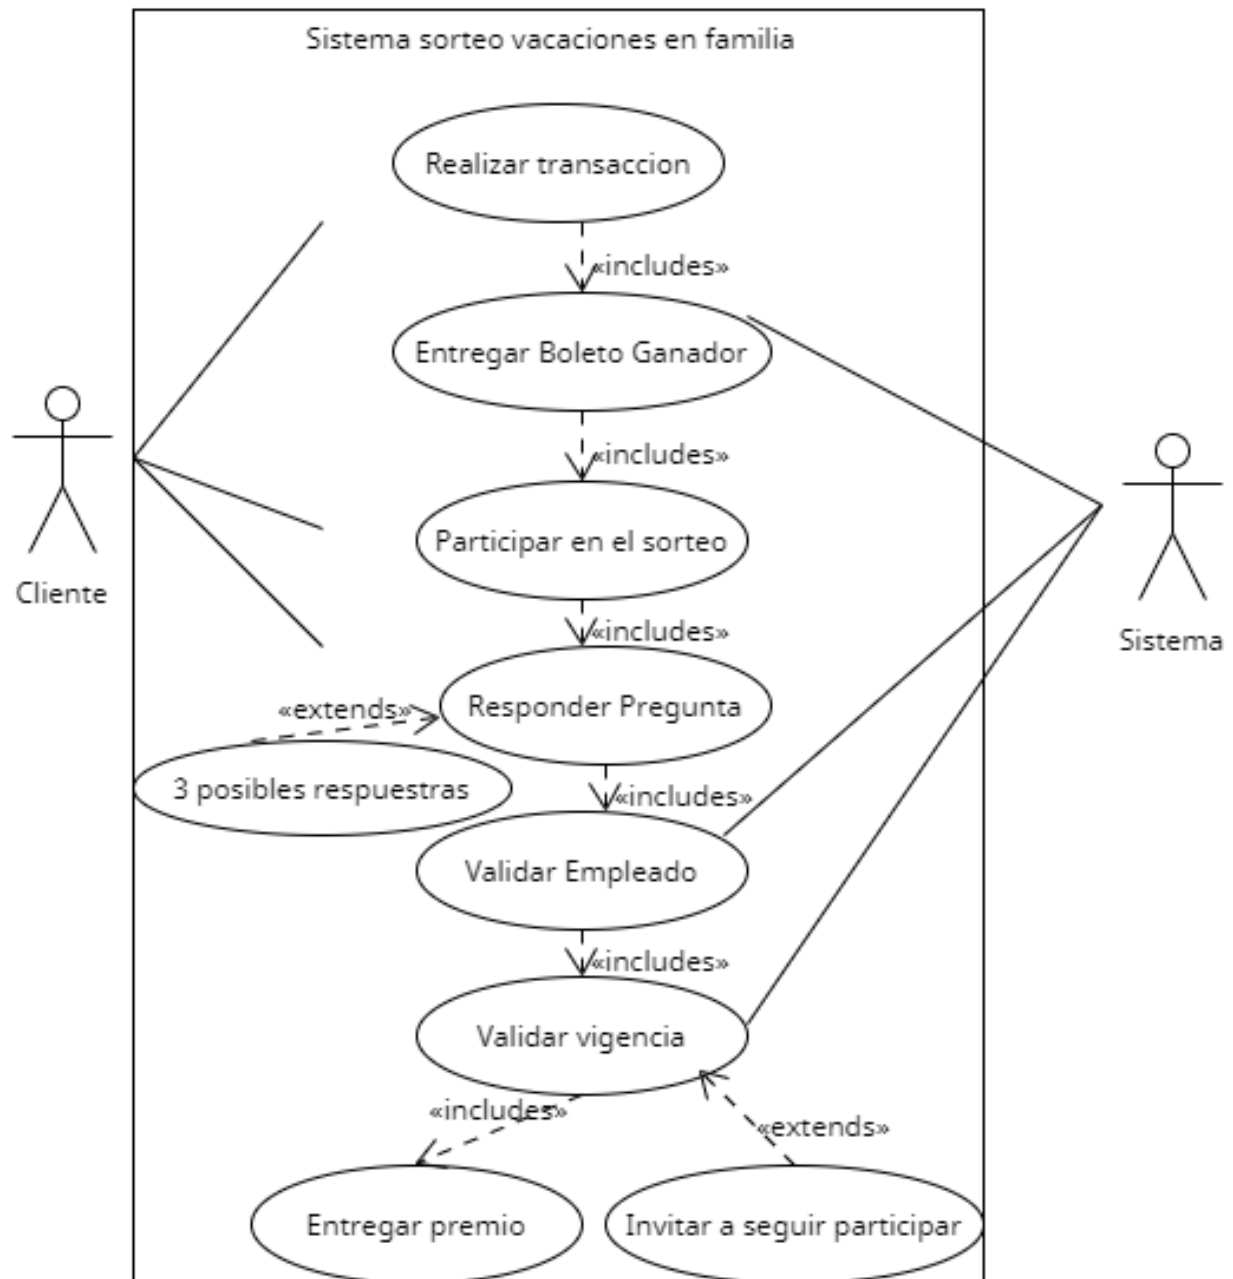 Sistema sorteo vacaciones en familia
Realizar transaccion
«includes»
Entregar Boleto Ganador
«includes»
Participar en el sorteo
Cliente
«includes»
Sistema
Responder Pregunta
«extends»
3 posibles respuestras
«includes»
Validar Empleado
«includes»
Validar vigencia
«includes»
«extends»
Entregar premio
Invitar a seguir participar